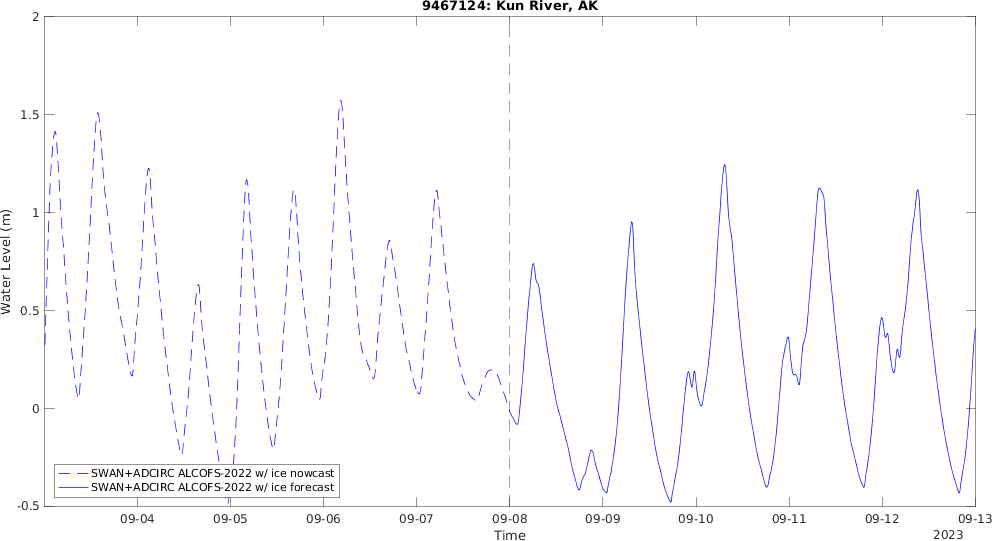 9467124: Kun River, AK
2
1.5
1
0.5
0
-0.5
Water Level (m)
SWAN+ADCIRC ALCOFS-2022 w/ ice nowcast
SWAN+ADCIRC ALCOFS-2022 w/ ice forecast
09-04 09-05 09-06 09-07 09-08 09-09 09-10 09-11 09-12 09-13
Time
2023